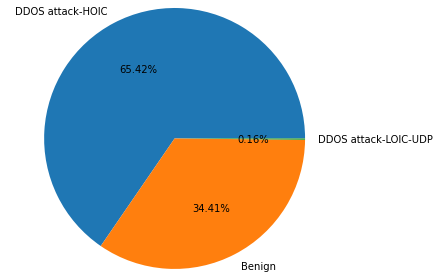 DDOS attack-HOIC
65.42%
0.16%
DDOS attack-LOIC-UDP
34.41%
Benign